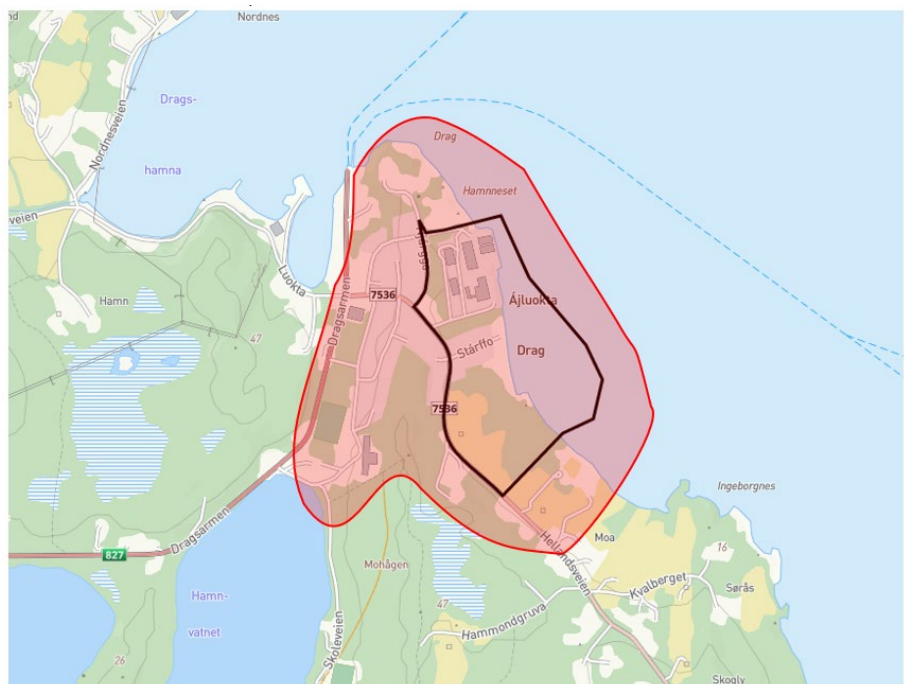 Nordnes
Drags-
hamna
Nordnesveien
Drag
Hamnneset
veien
Luokta
Hamn
47
7536
Dragsarmen
Ájluokta
Stárffo
Drag
7536
Ingeborgnes
Dragsarmen
827
Hellandsveien
Moa
16
Mohågen
Kvalberget
Sørås
Hamn-
vatnet
47
Hammondgruva
Skoleveien
26
Skogly